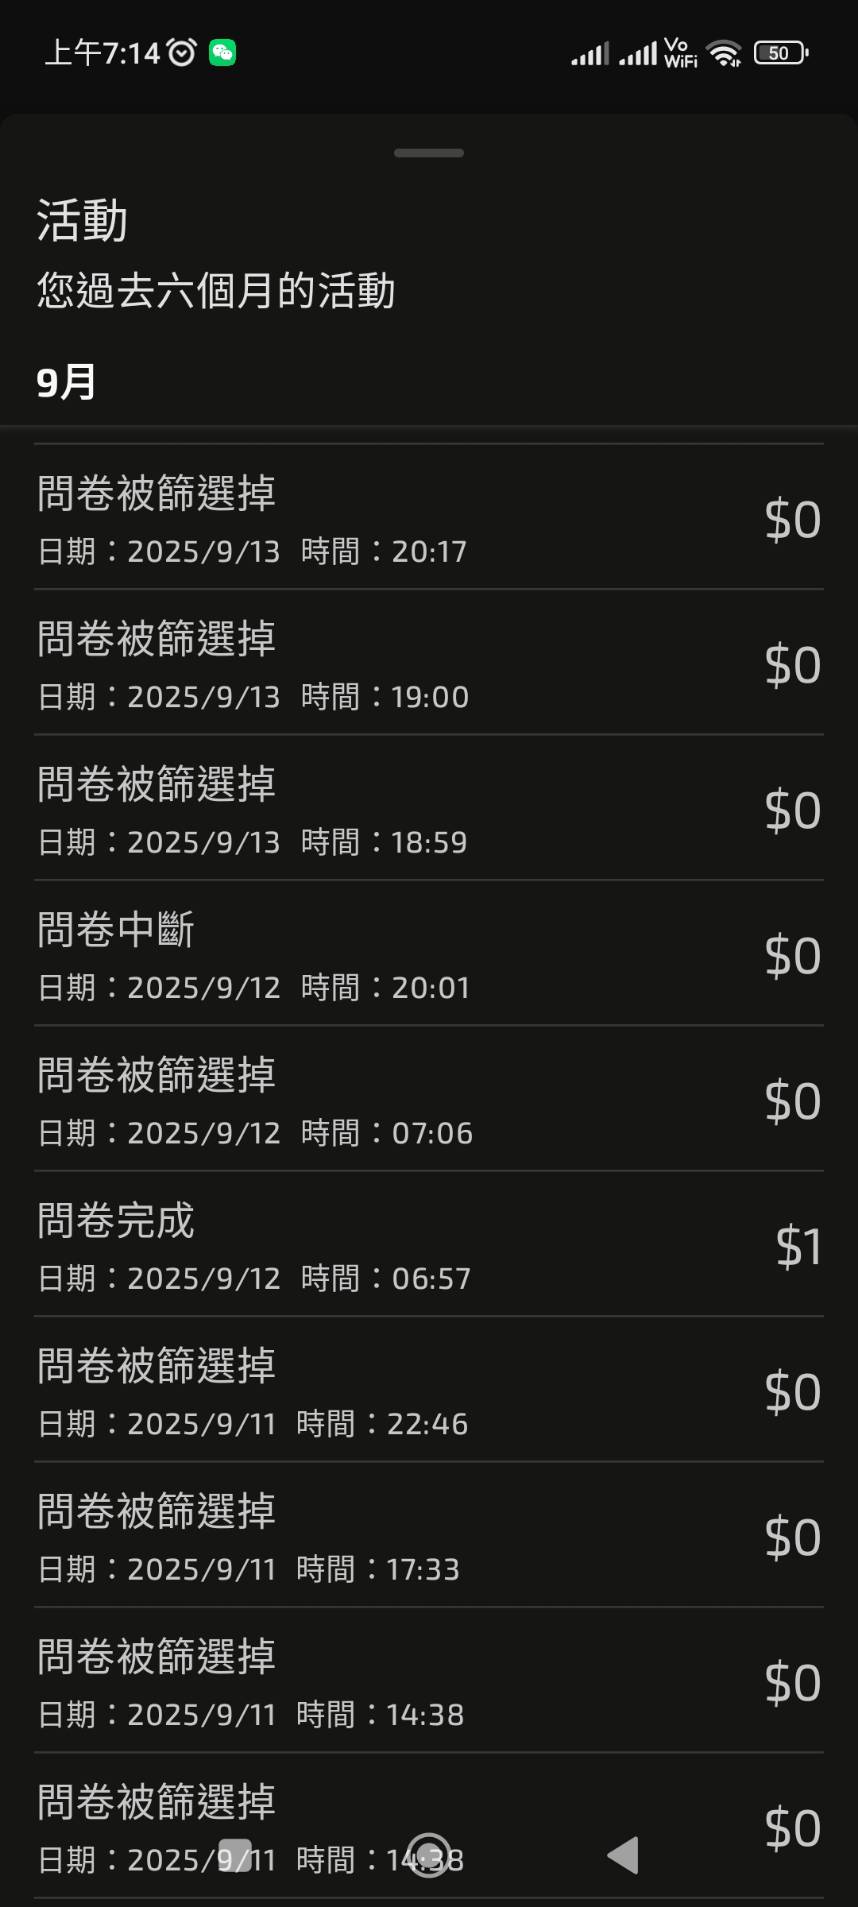 上午7:14
Vo
WiFi
50
活動
您過去六個月的活動
9月
問卷被篩選掉
$0
日期：2025/9/13 時間：20:17
問卷被篩選掉
$0
日期：2025/9/13 時間：19:00
問卷被篩選掉
$0
日期：2025/9/13 時間：18:59
問卷中斷
$0
日期：2025/9/12 時間：20:01
問卷被篩選掉
$0
日期：2025/9/12 時間：07:06
問卷完成
$1
日期：2025/9/12 時間：06:57
問卷被篩選掉
$0
日期：2025/9/11 時間：22:46
問卷被篩選掉
$0
日期：2025/9/11 時間：17:33
問卷被篩選掉
$0
日期：2025/9/11 時間：14:38
問卷被篩選掉
$0
日期：2025/9/11 時間：14:38